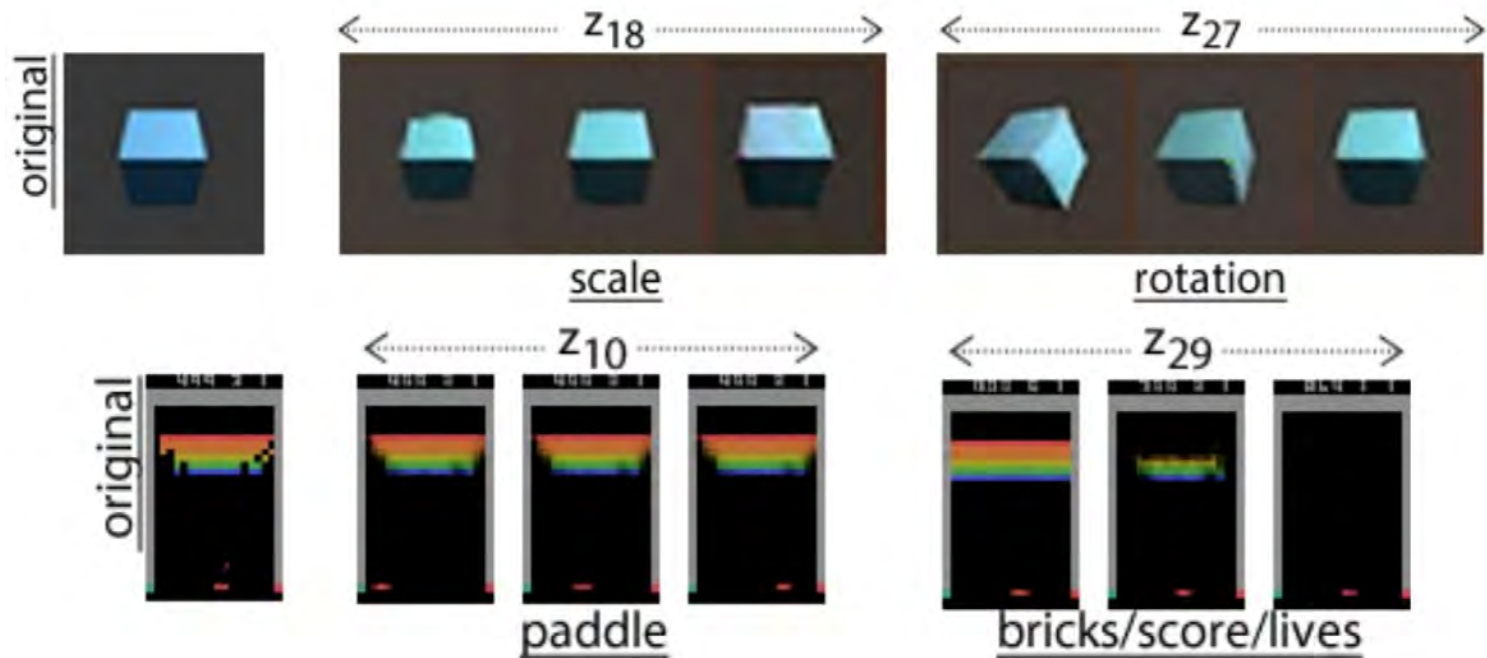 original
z18
z27
scale
rotation
original
z10
z29
paddle
bricks/score/lives